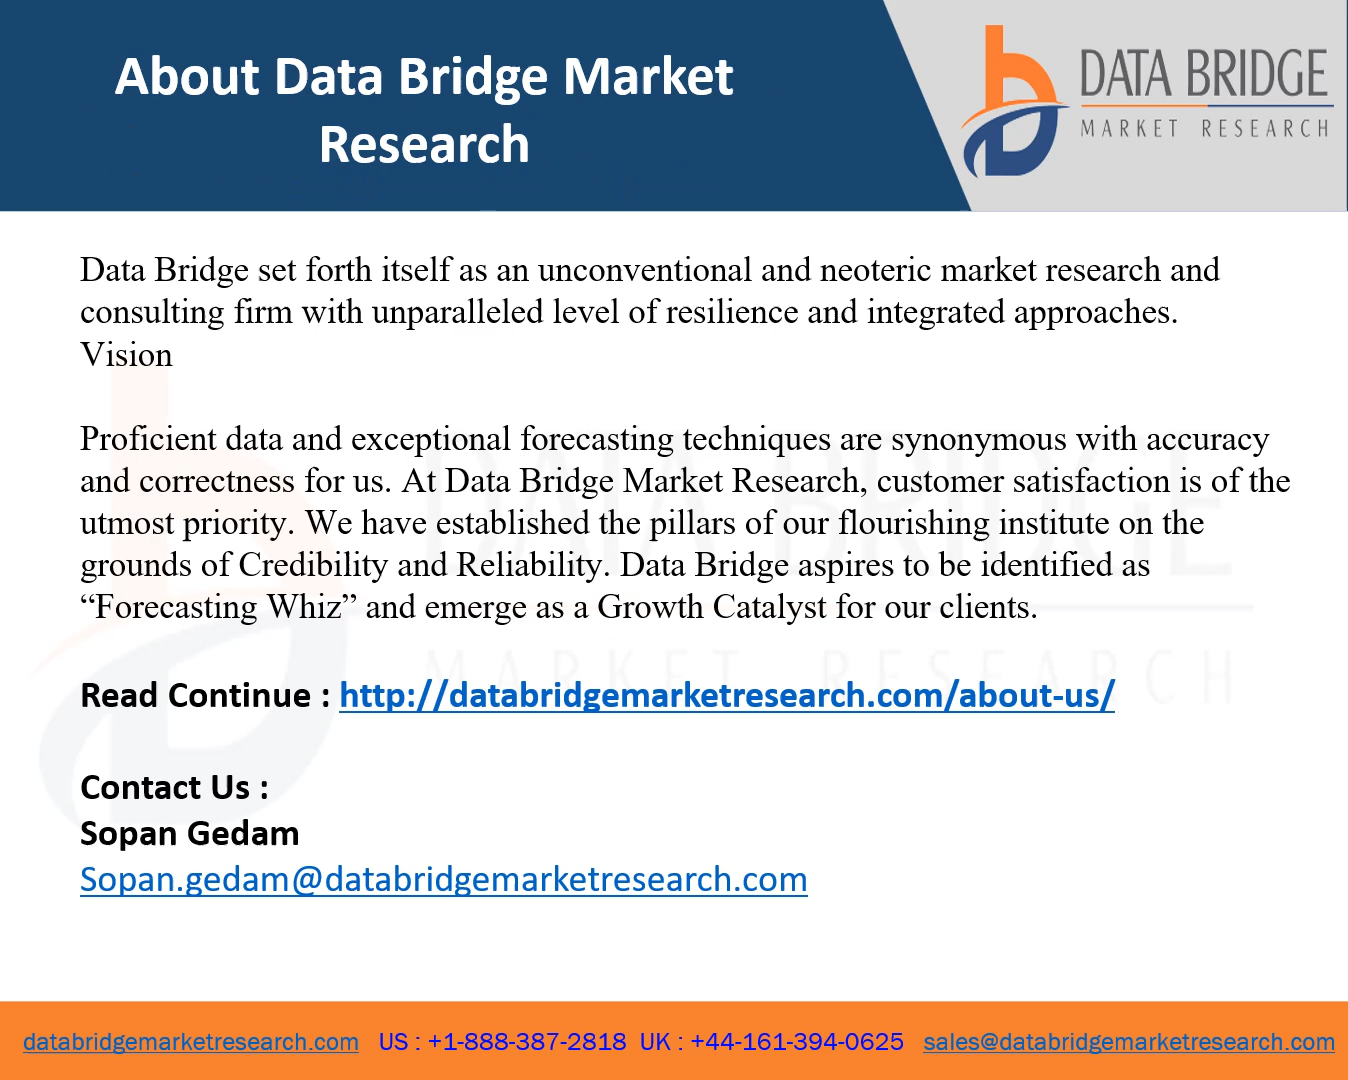 About Data Bridge Market
Research
DATA BRIDGE
MARKET RESEARCH
Data Bridge set forth itself as an unconventional and neoteric market research and
consulting firm with unparalleled level of resilience and integrated approaches.
Vision
Proficient data and exceptional forecasting techniques are synonymous with accuracy
and correctness for us. At Data Bridge Market Research, customer satisfaction is of the
utmost priority. We have established the pillars of our flourishing institute on the
grounds of Credibility and Reliability. Data Bridge aspires to be identified as
“Forecasting Whiz” and emerge as a Growth Catalyst for our clients.
DATA BRIDGE
MARKET RESEARCH
Read Continue : http://databridgemarketresearch.com/about-us/
Contact Us :
Sopan Gedam
Sopan.gedam@databridgemarketresearch.com
databridgemarketresearch.com US : +1-888-387-2818 UK : +44-161-394-0625 sales@databridgemarketresearch.com